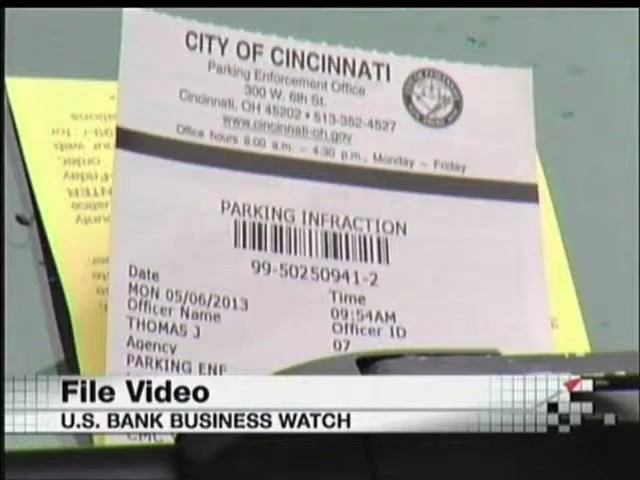 CITY OF CINCINNATI
Parking Enforcement Office
300 W. 6th St.
Cincinnati, OH 45202 • 513-352-4527
www.cincinnati-oh.gov
Office hours 8:00 a.m. – 4:30 p.m., Monday – Friday
PARKING INFRACTION
99-50250941-2
Date
MON 05/06/2013
Time
09:54AM
Officer Name
THOMAS J
Officer ID
07
Agency
PARKING ENF
File Video
U.S. BANK BUSINESS WATCH